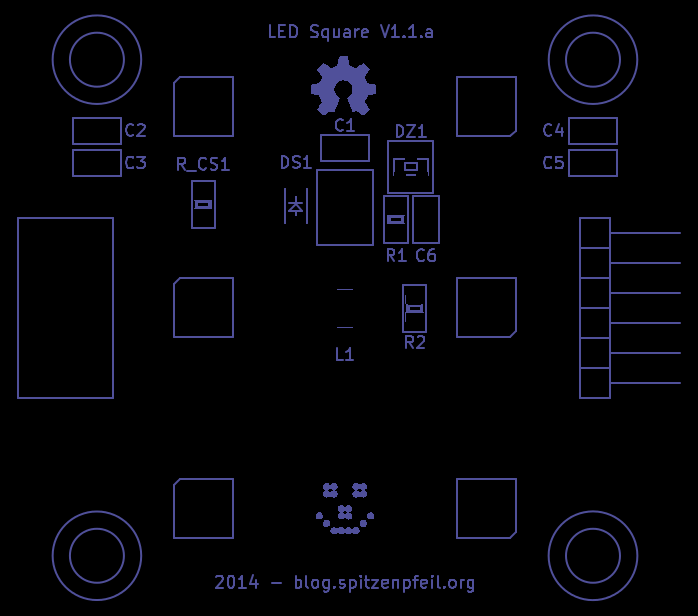 LED Square V1.1.a
C1
DZ1
C2
C4
C3
R_CS1
DS1
C5
R1 C6
R2
L1
2014 - blog.spitzenpfeil.org